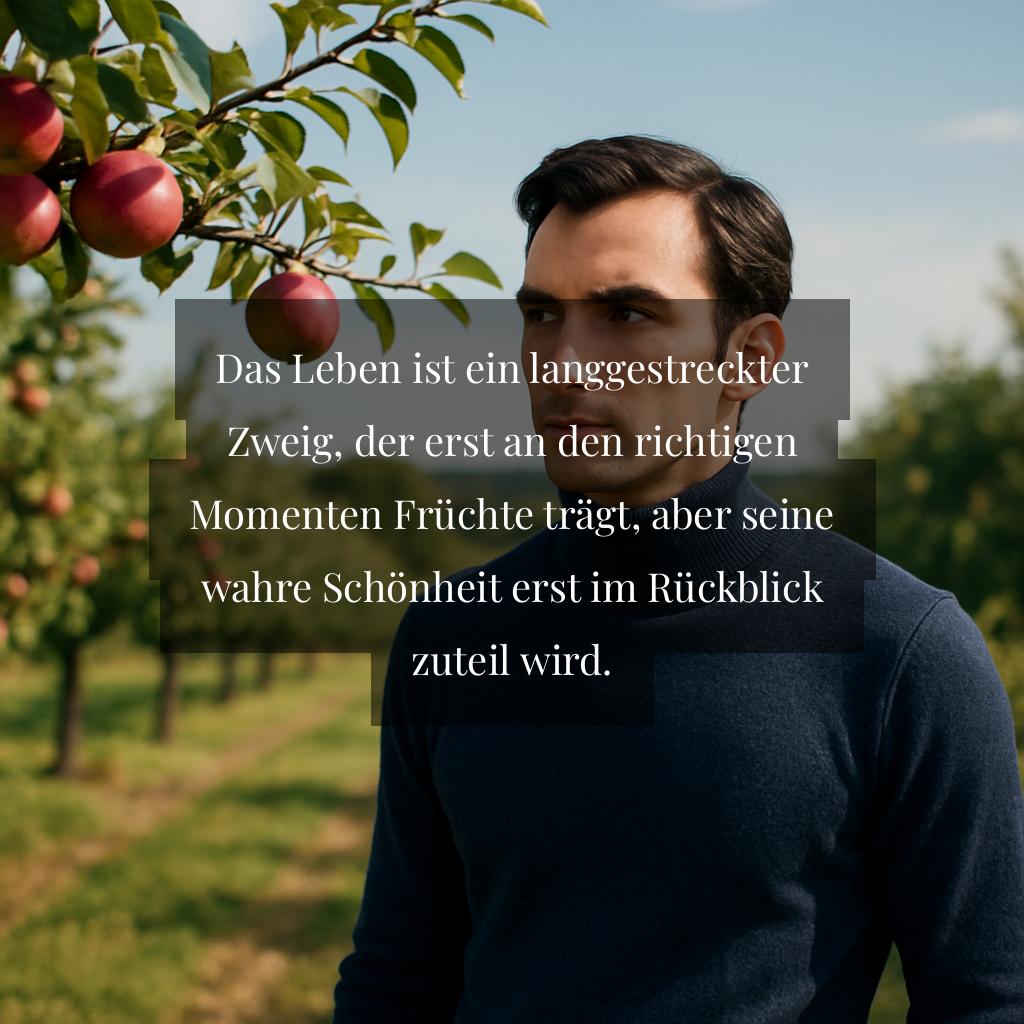 Das Leben ist ein langgestreckter
Zweig, der erst an den richtigen
Momenten Früchte trägt, aber seine
wahre Schönheit erst im Rückblick
zuteil wird.